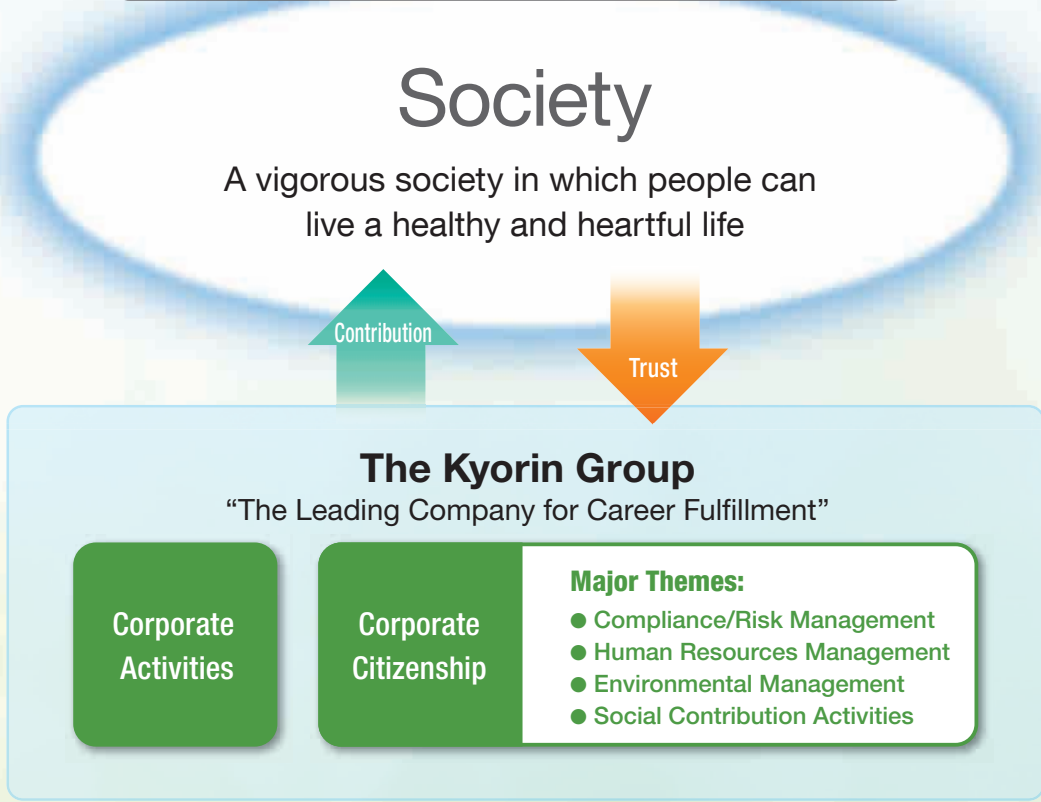 Society
A vigorous society in which people can
live a healthy and heartful life
Contribution
Trust
The Kyorin Group
“The Leading Company for Career Fulfillment”
Corporate
Activities
Corporate
Citizenship
Major Themes:
● Compliance/Risk Management
● Human Resources Management
● Environmental Management
● Social Contribution Activities